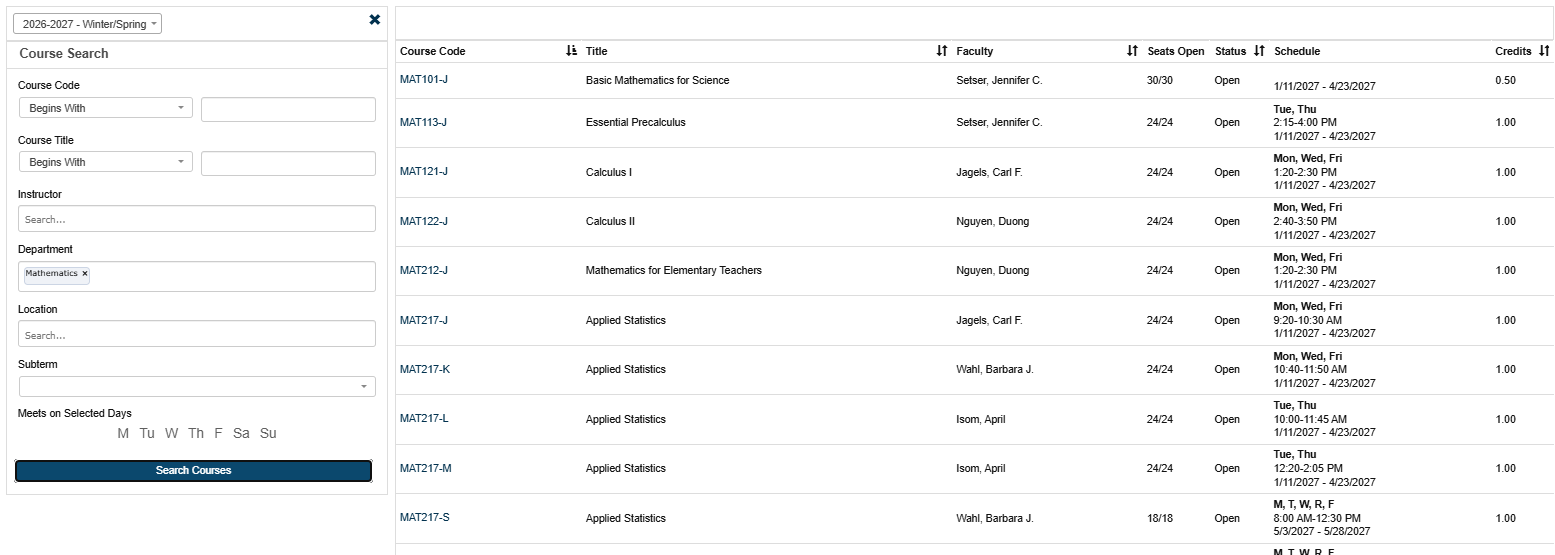 2026-2027 - Winter/Spring
Course Search
Course Code
Begins With
Course Title
Begins With
Instructor
Search...
Department
Mathematics ×
Location
Search...
Subterm
Meets on Selected Days
M Tu W Th F Sa Su
Search Courses
Course Code Title Faculty Seats Open Status Schedule Credits
MAT101-J Basic Mathematics for Science Setser, Jennifer C. 30/30 Open 1/11/2027 - 4/23/2027 0.50
Tue, Thu
MAT113-J Essential Precalculus Setser, Jennifer C. 24/24 Open 2:15-4:00 PM 1.00
1/11/2027 - 4/23/2027
Mon, Wed, Fri
MAT121-J Calculus I Jagels, Carl F. 24/24 Open 1:20-2:30 PM 1.00
1/11/2027 - 4/23/2027
Mon, Wed, Fri
MAT122-J Calculus II Nguyen, Duong 24/24 Open 2:40-3:50 PM 1.00
1/11/2027 - 4/23/2027
Mon, Wed, Fri
MAT212-J Mathematics for Elementary Teachers Nguyen, Duong 24/24 Open 1:20-2:30 PM 1.00
1/11/2027 - 4/23/2027
Mon, Wed, Fri
MAT217-J Applied Statistics Jagels, Carl F. 24/24 Open 9:20-10:30 AM 1.00
1/11/2027 - 4/23/2027
Mon, Wed, Fri
MAT217-K Applied Statistics Wahl, Barbara J. 24/24 Open 10:40-11:50 AM 1.00
1/11/2027 - 4/23/2027
Tue, Thu
MAT217-L Applied Statistics Isom, April 24/24 Open 10:00-11:45 AM 1.00
1/11/2027 - 4/23/2027
Tue, Thu
MAT217-M Applied Statistics Isom, April 24/24 Open 12:20-2:05 PM 1.00
1/11/2027 - 4/23/2027
M, T, W, R, F
MAT217-S Applied Statistics Wahl, Barbara J. 18/18 Open 8:00 AM-12:30 PM 1.00
5/3/2027 - 5/28/2027
M, T, W, R, F